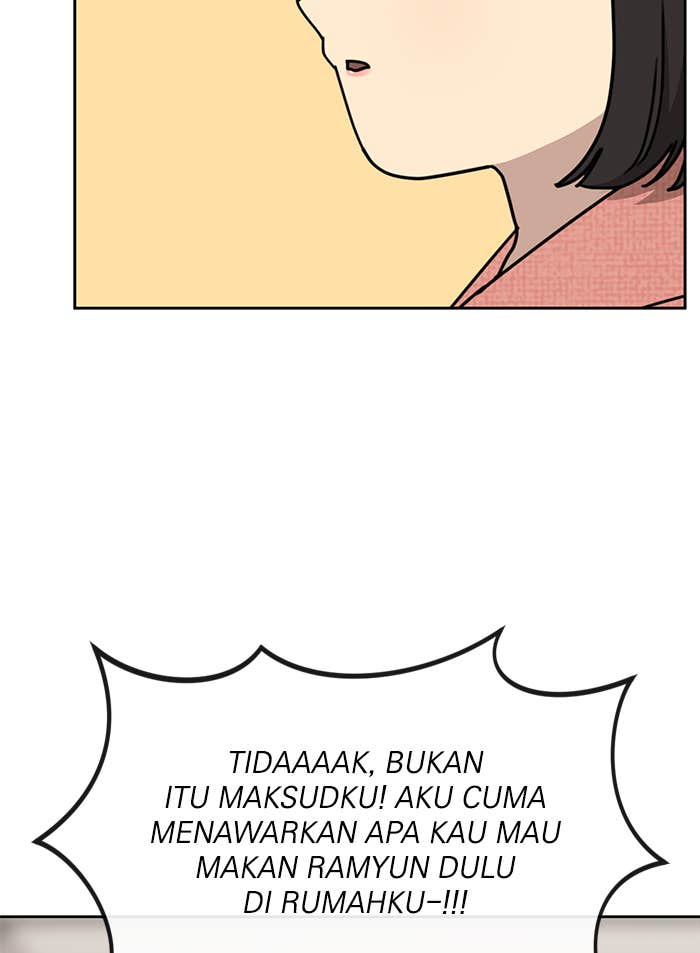 TIDAAAAK, BUKAN
ITU MAKSUDKU! AKU CUMA
MENAWARKAN APA KAU MAU
MAKAN RAMYUN DULU
DI RUMAHKU-!!!